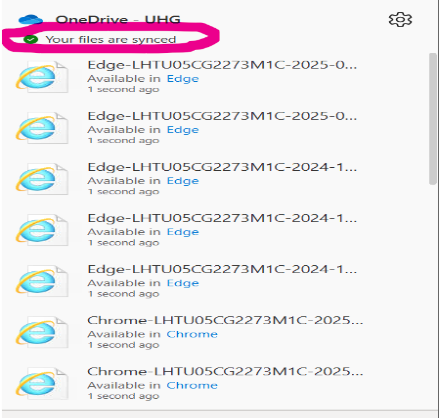 OneDrive - UHG
Your files are synced
Edge-LHTU05CG2273M1C-2025-0...
Available in Edge
1 second ago
Edge-LHTU05CG2273M1C-2025-0...
Available in Edge
1 second ago
Edge-LHTU05CG2273M1C-2024-1...
Available in Edge
1 second ago
Edge-LHTU05CG2273M1C-2024-1...
Available in Edge
1 second ago
Edge-LHTU05CG2273M1C-2024-1...
Available in Edge
1 second ago
Chrome-LHTU05CG2273M1C-2025...
Available in Chrome
1 second ago
Chrome-LHTU05CG2273M1C-2025...
Available in Chrome
1 second ago